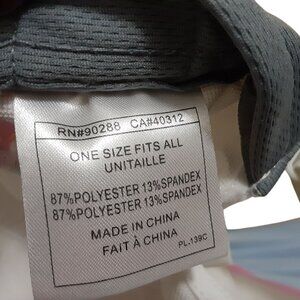 RN#90288 CA#40312
ONE SIZE FITS ALL
UNITAILLE
87%POLYESTER 13%SPANDEX
87%POLYESTER 13%SPANDEX
MADE IN CHINA
FAIT À CHINA
PL.139C